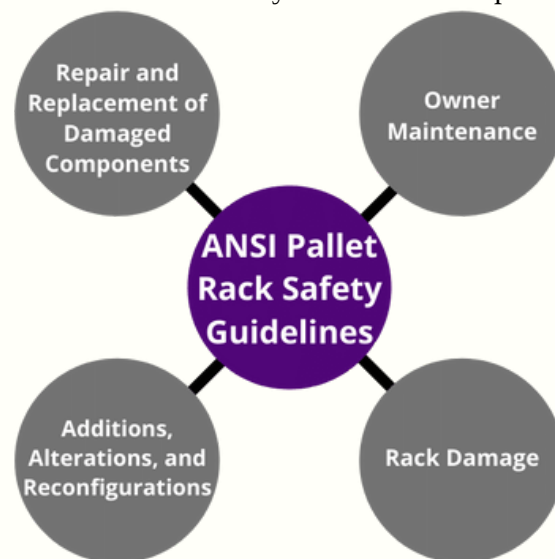 Repair and
Replacement of
Damaged
Components
Owner
Maintenance
ANSI Pallet
Rack Safety
Guidelines
Additions,
Alterations, and
Reconfigurations
Rack Damage